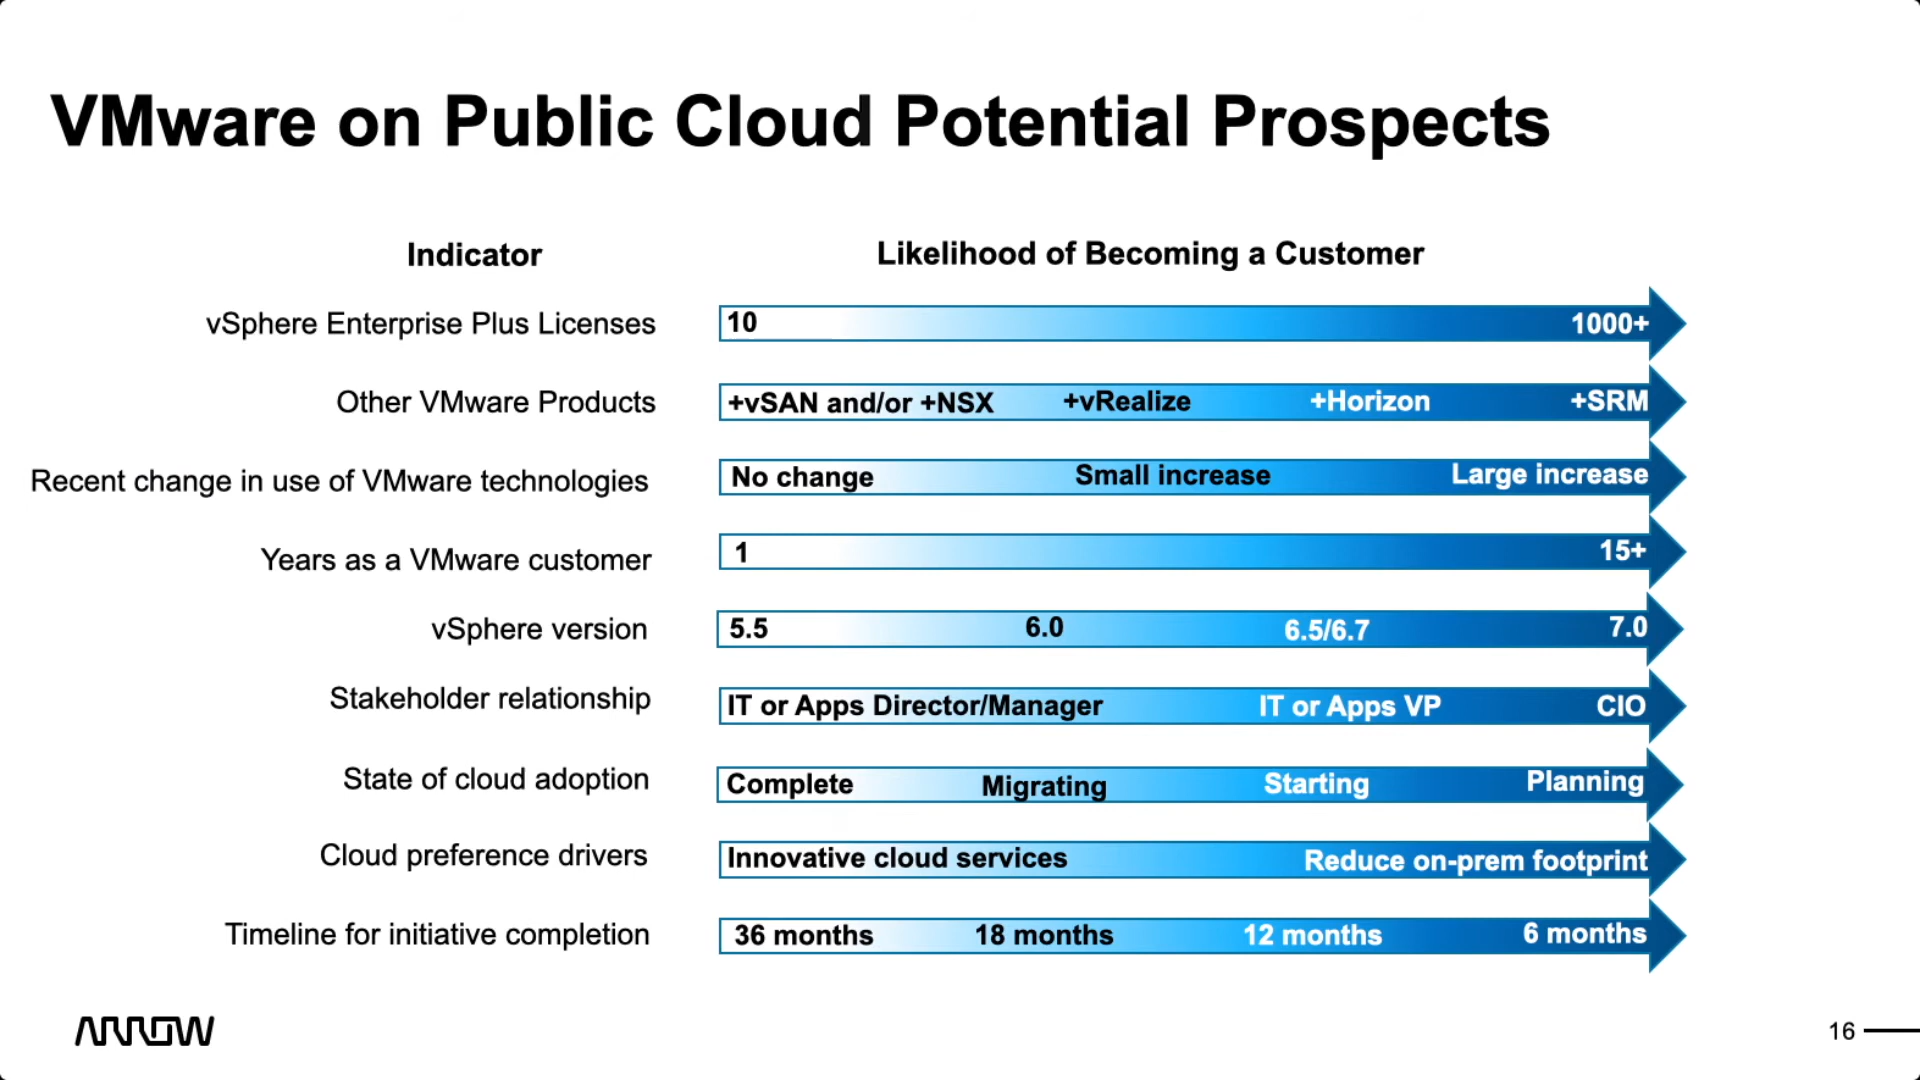 VMware on Public Cloud Potential Prospects
Indicator
Likelihood of Becoming a Customer
vSphere Enterprise Plus Licenses
10
1000+
Other VMware Products
+vSAN and/or +NSX
+vRealize
+Horizon
+SRM
Recent change in use of VMware technologies
No change
Small increase
Large increase
Years as a VMware customer
1
15+
vSphere version
5.5
6.0
6.5/6.7
7.0
Stakeholder relationship
IT or Apps Director/Manager
IT or Apps VP
CIO
State of cloud adoption
Complete
Migrating
Starting
Planning
Cloud preference drivers
Innovative cloud services
Reduce on-prem footprint
Timeline for initiative completion
36 months
18 months
12 months
6 months
ARROW
16